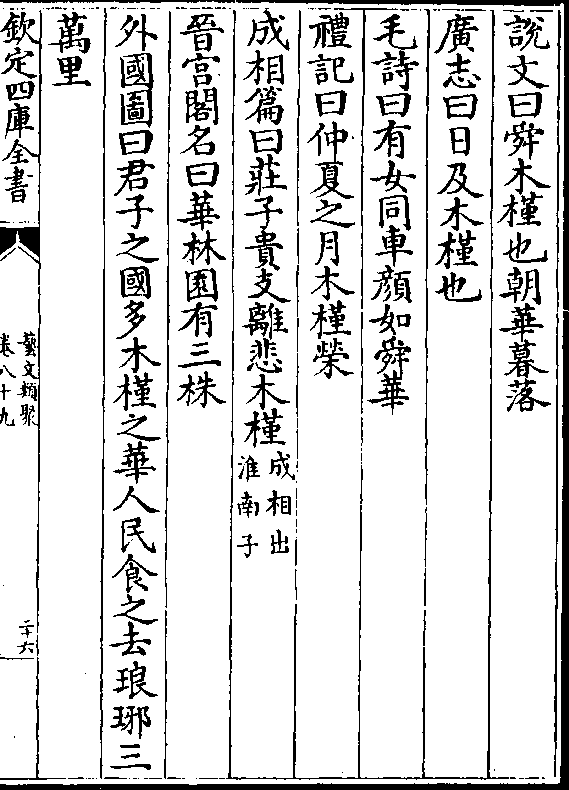 說文曰舜木槿也朝華暮落
廣志曰日及木槿也
毛詩曰有女同車顔如舜華
禮記曰仲夏之月木槿榮
成相篇曰莊子貴支離悲木槿成相出淮南子
晉宫閣名曰華林園有三株
外國圖曰君子之國多木槿之華人民食之去琅琊三
萬里
欽定四庫全書
藝文類聚
卷八十九
二十六